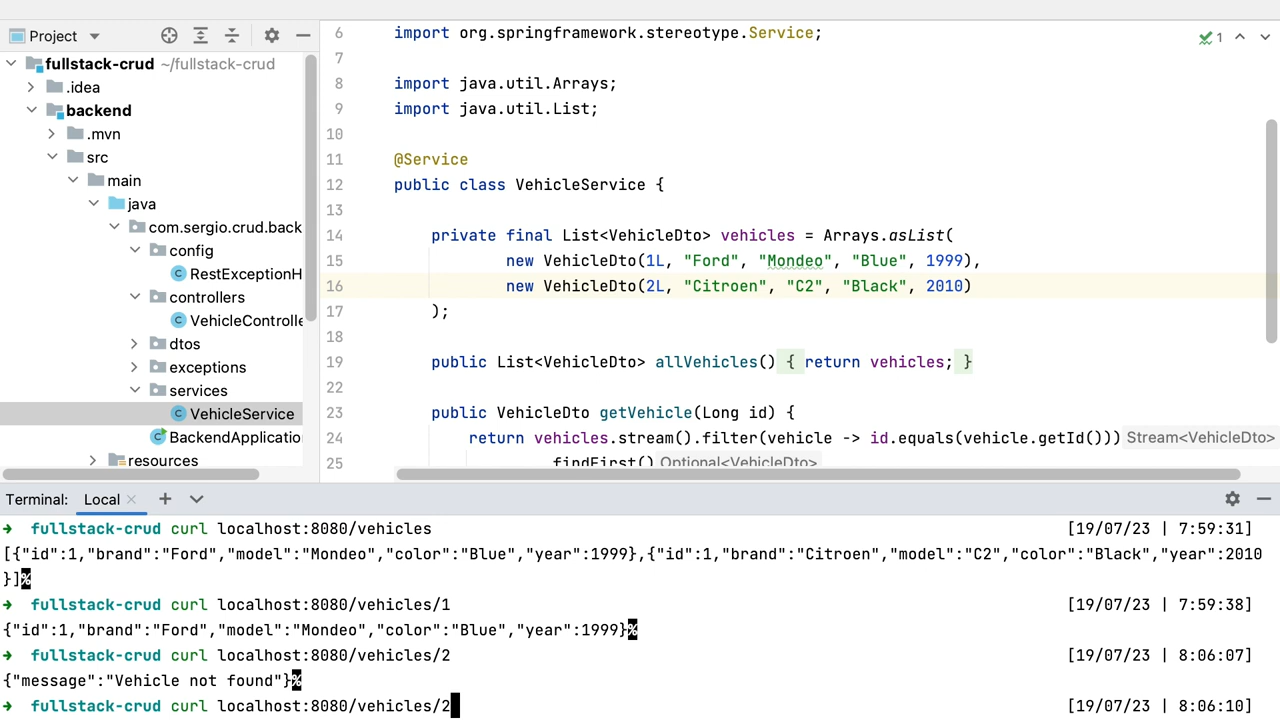 Project
fullstack-crud ~/fullstack-crud
.idea
backend
.mvn
src
main
java
com.sergio.crud.back
config
RestExceptionH
controllers
VehicleControlle
dtos
exceptions
services
VehicleService
BackendApplicatio
resources
6 import org.springframework.stereotype.Service;
7
8 import java.util.Arrays;
9 import java.util.List;
10
11 @Service
12 public class VehicleService {
13
14 private final List<VehicleDto> vehicles = Arrays.asList(
15 new VehicleDto(1L, "Ford", "Mondeo", "Blue", 1999),
16 new VehicleDto(2L, "Citroen", "C2", "Black", 2010)
17 );
18
19 public List<VehicleDto> allVehicles() { return vehicles; }
22
23 public VehicleDto getVehicle(Long id) {
24 return vehicles.stream().filter(vehicle -> id.equals(vehicle.getId())) Stream<VehicleDto>
25 .findFirst() Optional<VehicleDto>
1
Terminal: Local
→ fullstack-crud curl localhost:8080/vehicles [19/07/23 | 7:59:31]
[{"id":1,"brand":"Ford","model":"Mondeo","color":"Blue","year":1999},{"id":1,"brand":"Citroen","model":"C2","color":"Black","year":2010
}]%
→ fullstack-crud curl localhost:8080/vehicles/1 [19/07/23 | 7:59:38]
{"id":1,"brand":"Ford","model":"Mondeo","color":"Blue","year":1999}%
→ fullstack-crud curl localhost:8080/vehicles/2 [19/07/23 | 8:06:07]
{"message":"Vehicle not found"}%
→ fullstack-crud curl localhost:8080/vehicles/2 [19/07/23 | 8:06:10]